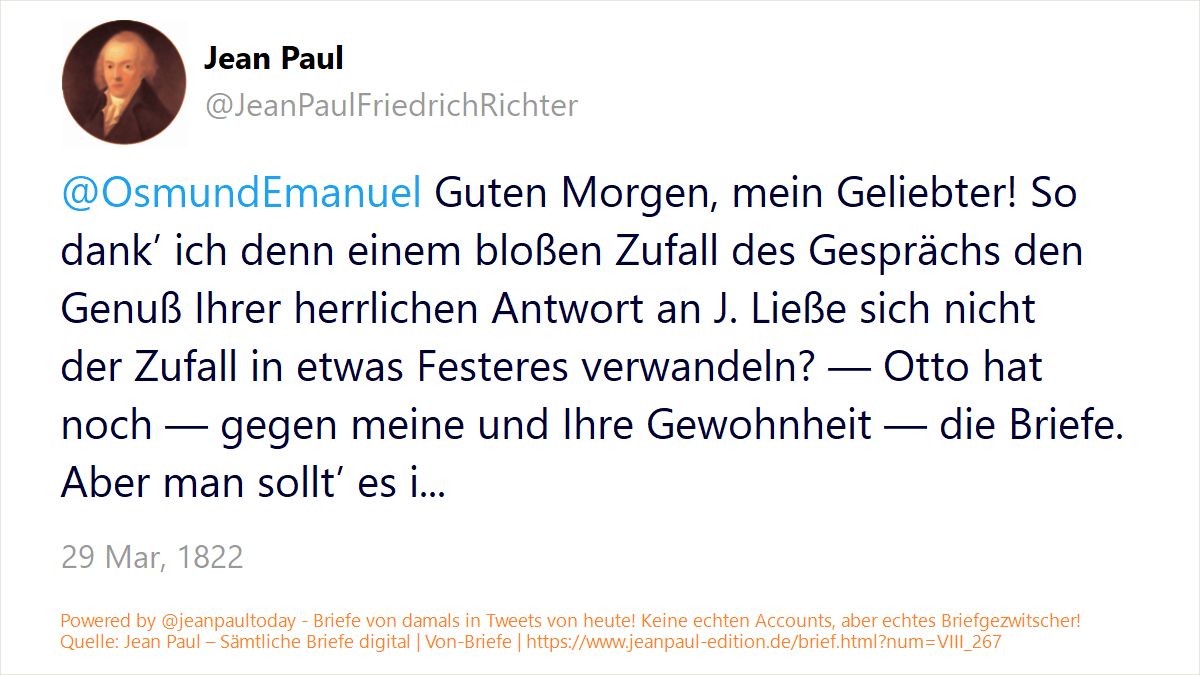 Jean Paul
@JeanPaulFriedrichRichter
@OsmundEmanuel Guten Morgen, mein Geliebter! So
dank’ ich denn einem bloßen Zufall des Gesprächs den
Genuß Ihrer herrlichen Antwort an J. Ließe sich nicht
der Zufall in etwas Festeres verwandeln? — Otto hat
noch — gegen meine und Ihre Gewohnheit — die Briefe.
Aber man sollt’ es i...
29 Mar, 1822
Powered by @jeanpaultoday - Briefe von damals in Tweets von heute! Keine echten Accounts, aber echtes Briefgezwitscher!
Quelle: Jean Paul – Sämtliche Briefe digital | Von-Briefe | https://www.jeanpaul-edition.de/brief.html?num=VIII_267